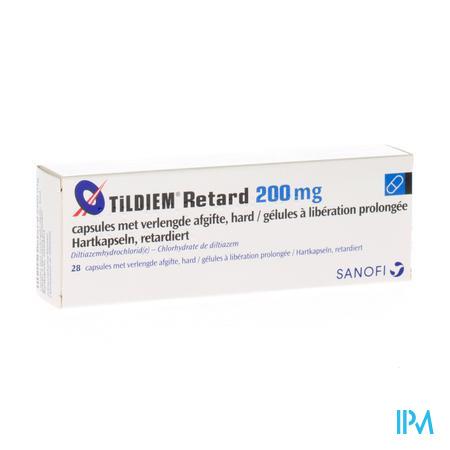 TiLDIEM® Retard 200 mg
capsules met verlengde afgifte, hard / gélules à libération prolongée
Hartkapseln, retardiert
Diltiazemhydrochlorid(e) – Chlorhydrate de diltiazem
28 capsules met verlengde afgifte, hard / gélules à libération prolongée / Hartkapseln, retardiert
SANOFI
IPM